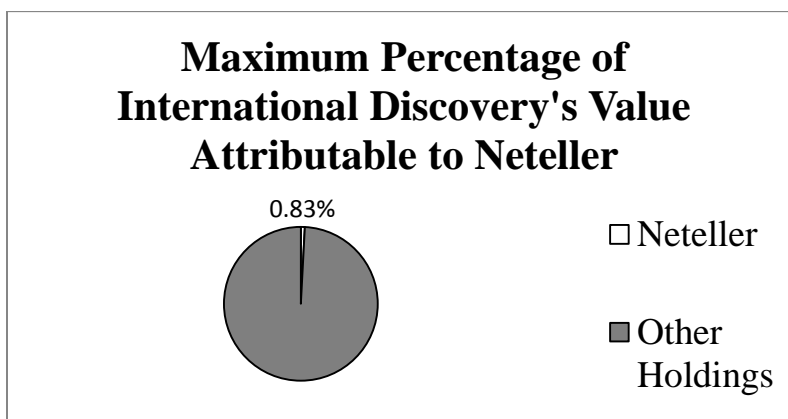 Maximum Percentage of
International Discovery's Value
Attributable to Neteller
0.83%
Neteller
Other
Holdings